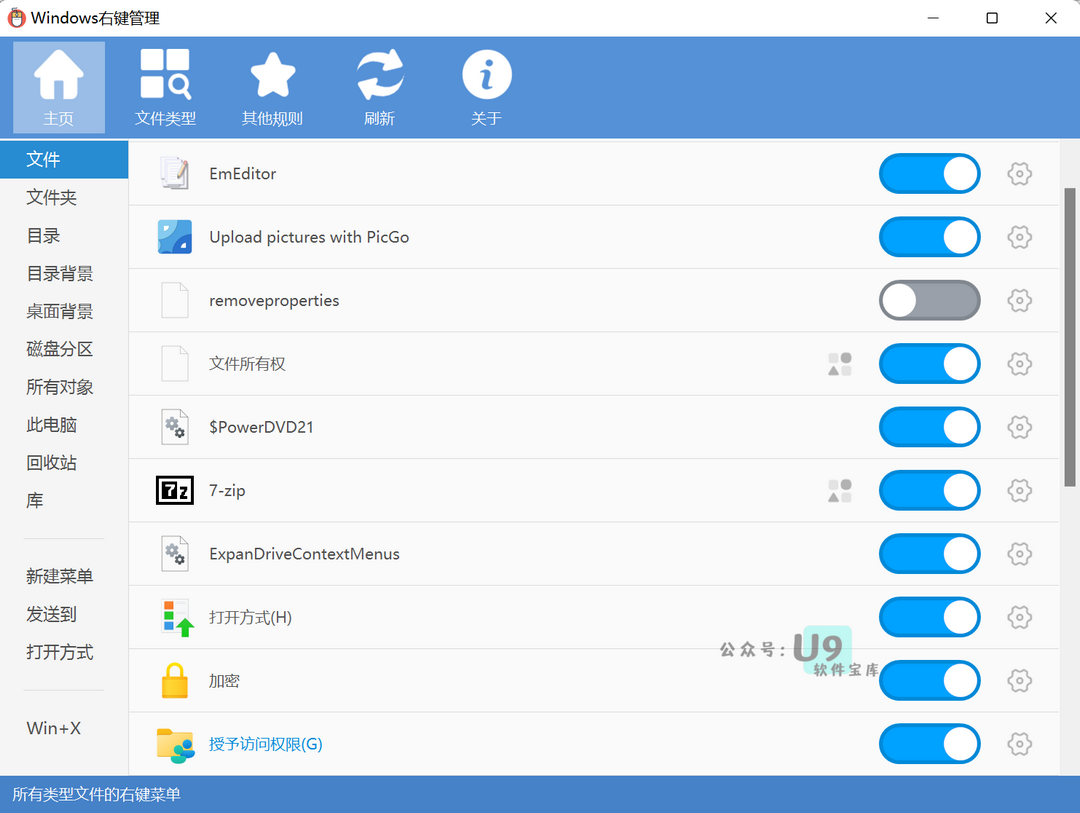 Windows右键管理
主页
文件类型
其他规则
刷新
关于
文件
文件夹
目录
目录背景
桌面背景
磁盘分区
所有对象
此电脑
回收站
库
新建菜单
发送到
打开方式
Win+X
EmEditor
Upload pictures with PicGo
removeproperties
文件所有权
$PowerDVD21
7z
7-zip
ExpanDriveContextMenus
打开方式(H)
加密
授予访问权限(G)
公众号:U9
软件宝库
所有类型文件的右键菜单